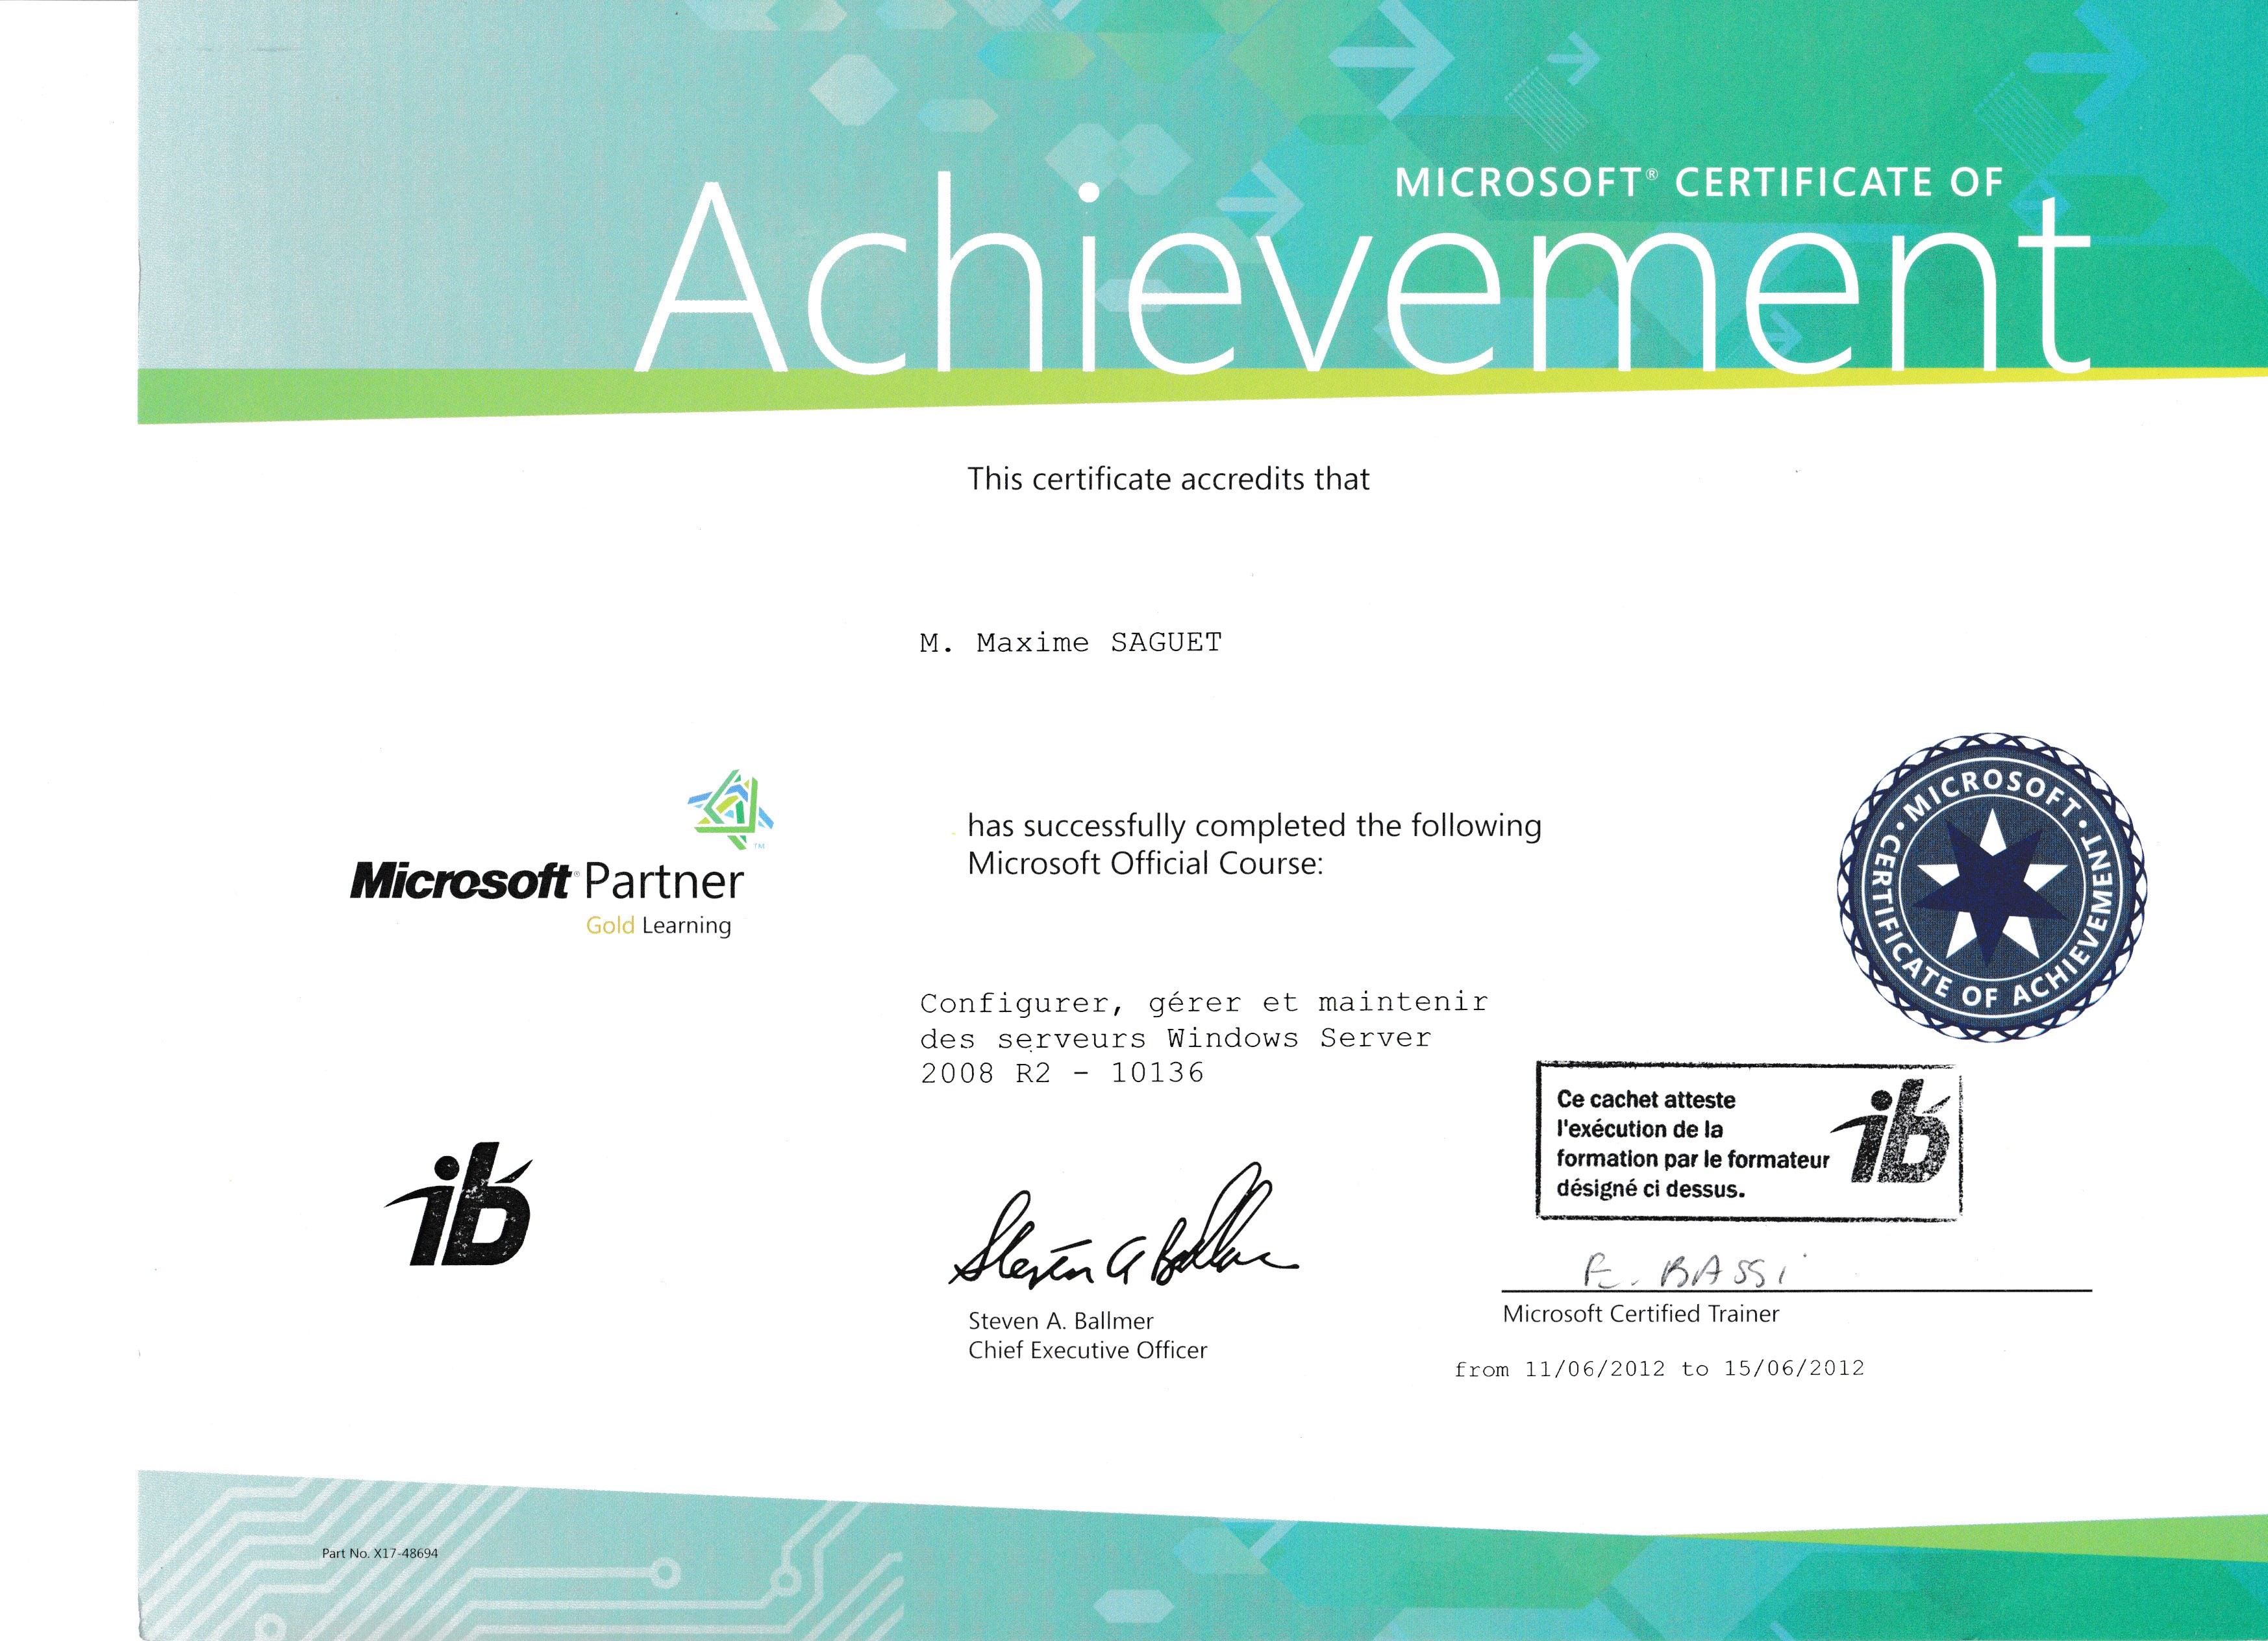 MICROSOFT® CERTIFICATE OF
Achievement
This certificate accredits that
M. Maxime SAGUET
has successfully completed the following
Microsoft Official Course:
TM
Microsoft® Partner
Gold Learning
• MICROSOFT •
CERTIFICATE OF ACHIEVEMENT
Configurer, gérer et maintenir
des serveurs Windows Server
2008 R2 - 10136
Ce cachet atteste
l'exécution de la
formation par le formateur
désigné ci dessus.
ib
ib
Steven A Ballmer
Steven A. Ballmer
Chief Executive Officer
E. BASSi
Microsoft Certified Trainer
from 11/06/2012 to 15/06/2012
Part No. X17-48694